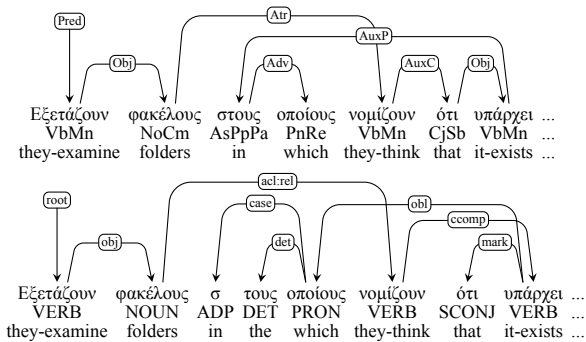 Atr
Pred AuxP
Obj Adv AuxC Obj
Εξετάζουν φακέλους στους οποίους νομίζουν ότι υπάρχει ...
VbMn NoCm AsPpPa PnRe VbMn CjSb VbMn ...
they-examine folders in which they-think that it-exists ...
acl:rel
root case obl
ccomp
obj det mark
Εξετάζουν φακέλους σ τους οποίους νομίζουν ότι υπάρχει ...
VERB NOUN ADP DET PRON VERB SCONJ VERB ...
they-examine folders in the which they-think that it-exists ...